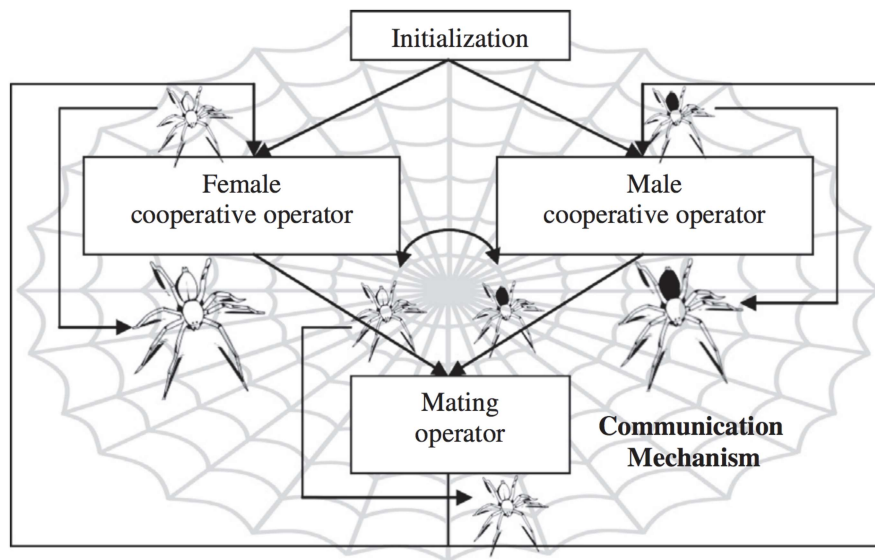 Initialization
Female
cooperative operator
Male
cooperative operator
Mating
operator
Communication
Mechanism